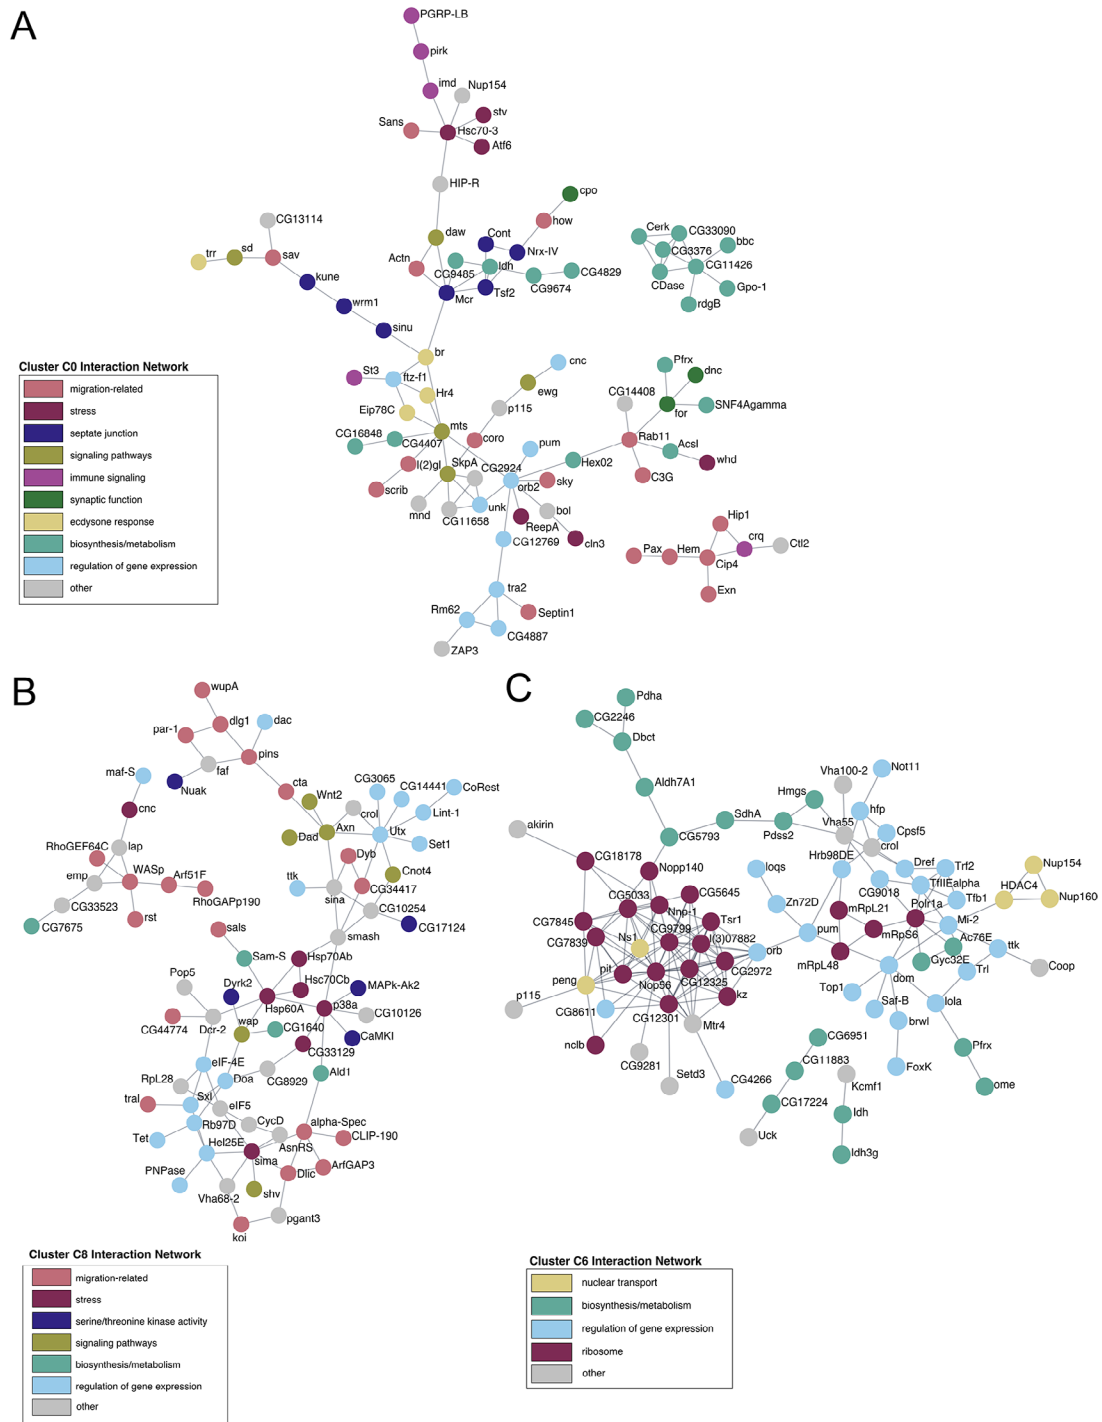 A
PGRP-LB
pirk
imd
Nup154
stv
Sans
Hsc70-3
Atf6
HIP-R
cpo
CG13114
how
daw
Cont
Cerk
CG33090
trr
sd
sav
Nrx-IV
CG3376
bbc
Actn
CG9485
Idh
CG4829
CG11426
kune
CG9674
CDase
Gpo-1
wrm1
Mcr
Tsf2
rdgB
sinu
br
cnc
Pfrx
dnc
St3
ftz-f1
ewg
Hr4
CG14408
SNF4Agamma
Eip78C
p115
for
mts
CG16848
CG4407
coro
pum
Rab11
Acsl
l(2)gl
SkpA
CG2924
Hex02
whd
scrib
orb2
sky
C3G
mnd
unk
bol
CG11658
ReepA
Hip1
CG12769
cln3
crq
Ctl2
Pax
Hem
Cip4
tra2
Exn
Rm62
Septin1
CG4887
ZAP3
Cluster C0 Interaction Network
migration-related
stress
septate junction
signaling pathways
immune signaling
synaptic function
ecdysone response
biosynthesis/metabolism
regulation of gene expression
other
B
wupA
dlg1
dac
par-1
pins
faf
maf-S
Nuak
cta
CG3065
CG14441
CoRest
Wnt2
cnc
crol
Lint-1
Axn
Utx
RhoGEF64C
lap
Dad
Set1
Dyb
WASp
Arf51F
Cnot4
emp
ttk
CG34417
RhoGAPp190
sina
CG33523
CG10254
rst
CG17124
CG7675
sals
smash
Sam-S
Hsp70Ab
Pop5
Dyrk2
Hsc70Cb
MAPk-Ak2
Hsp60A
p38a
CG10126
CG44774
Dcr-2
wap
CG1640
CaMKI
CG33129
eIF-4E
CG8929
Ald1
RpL28
Doa
tral
Sxl
eIF5
Rb97D
CycD
alpha-Spec
Tet
Hel25E
AsnRS
CLIP-190
sima
PNPase
Dlic
ArfGAP3
Vha68-2
shv
pgant3
koi
Cluster C8 Interaction Network
migration-related
stress
serine/threonine kinase activity
signaling pathways
biosynthesis/metabolism
regulation of gene expression
other
C
Pdha
CG2246
Dbct
Aldh7A1
Vha100-2
Not11
Hmgs
SdhA
hfp
akirin
Pdss2
Vha55
Cpsf5
CG5793
crol
CG18178
Nopp140
Hrb98DE
Dref
Trf2
Nup154
loqs
CG5033
CG5645
CG9018
TfIIEalpha
HDAC4
Nnp-1
Zn72D
mRpL21
Polr1a
Tfb1
Nup160
CG7845
Tsr1
Mi-2
CG7839
Ns1
CG9799
l(3)07882
pum
mRpS6
Ac76E
ttk
orb
mRpL48
Gyc32E
pit
CG2972
Coop
peng
Nop56
CG12325
dom
Trl
Top1
p115
CG8611
CG12301
kz
Saf-B
lola
Mtr4
brwl
nclb
CG6951
Pfrx
CG9281
CG11883
FoxK
Setd3
CG4266
Kcmf1
ome
CG17224
Idh
Uck
Idh3g
Cluster C6 Interaction Network
nuclear transport
biosynthesis/metabolism
regulation of gene expression
ribosome
other